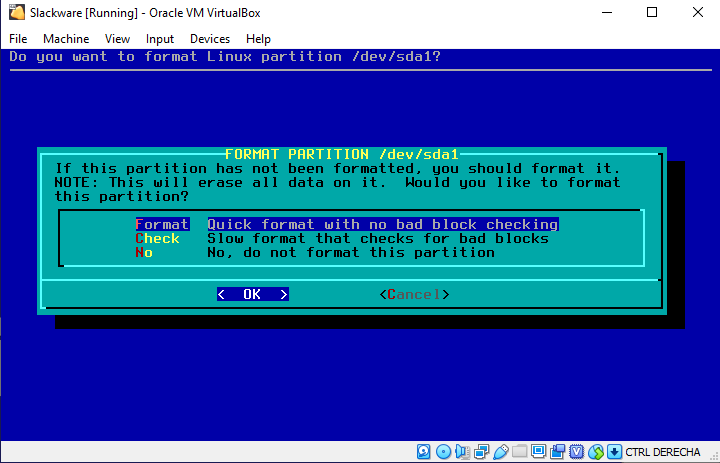 Slackware [Running] - Oracle VM VirtualBox
File Machine View Input Devices Help
Do you want to format Linux partition /dev/sda1?
FORMAT PARTITION /dev/sda1
If this partition has not been formatted, you should format it.
NOTE: This will erase all data on it.  Would you like to format
this partition?
Format  Quick format with no bad block checking
Check  Slow format that checks for bad blocks
No  No, do not format this partition
<  OK  > <Cancel>
CTRL DERECHA